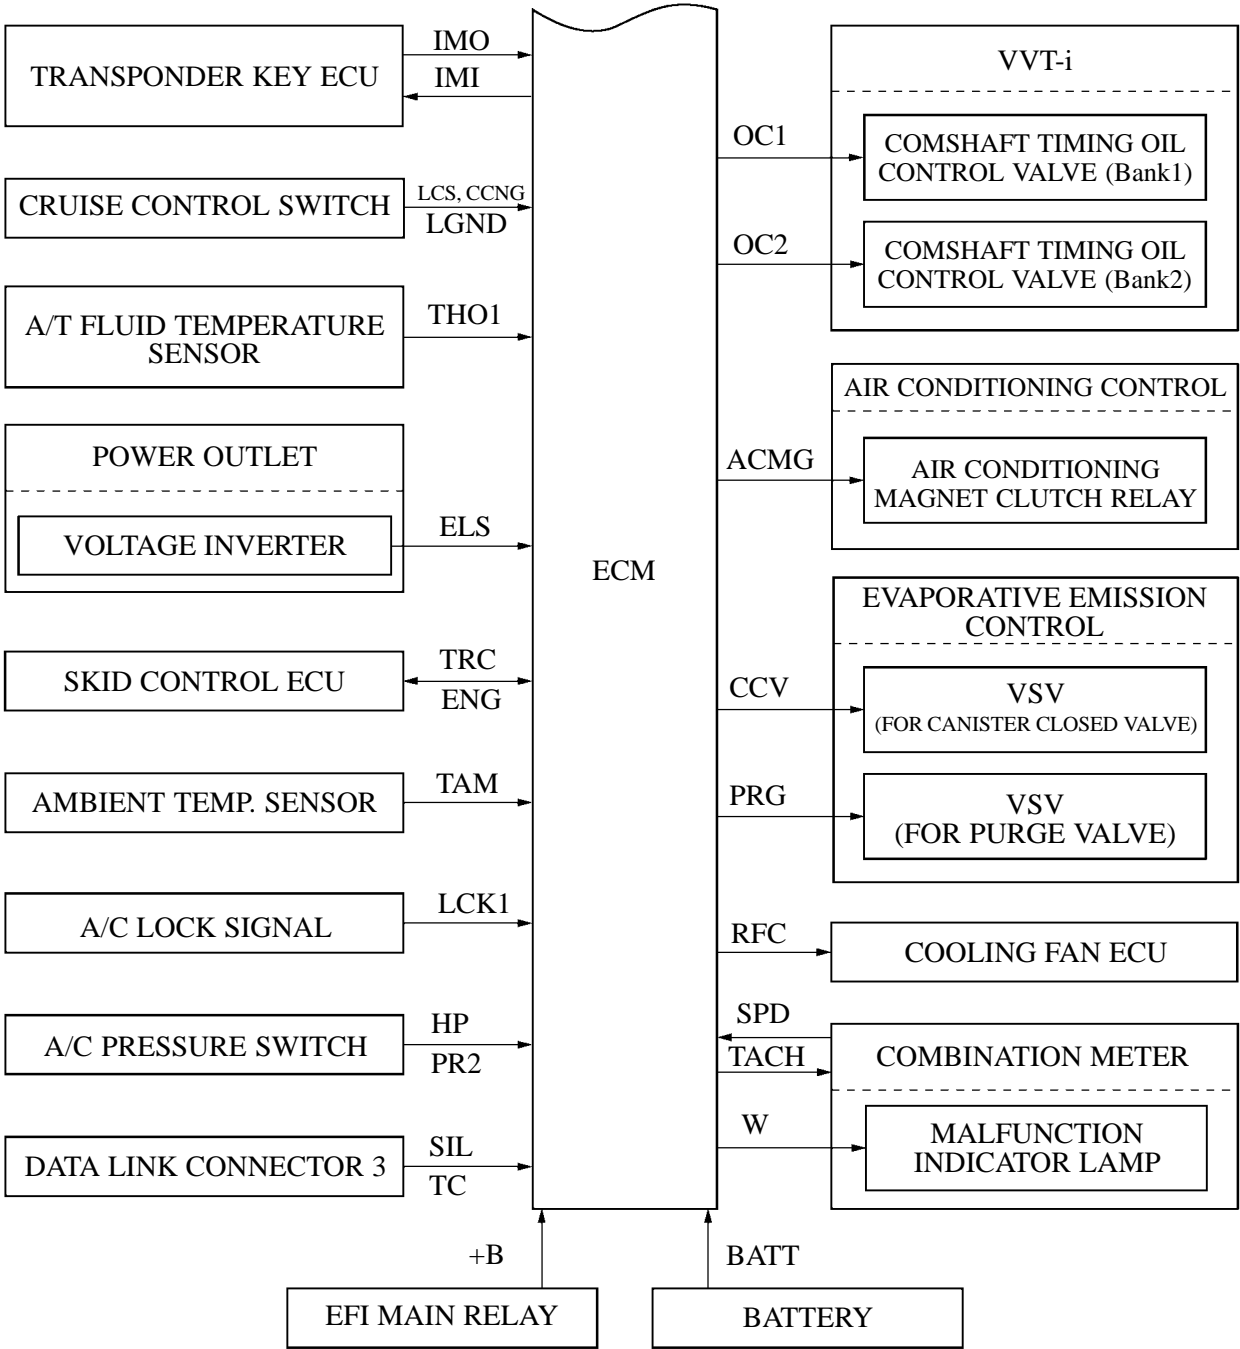 IMO
TRANSPONDER KEY ECU
IMI
LCS, CCNG
CRUISE CONTROL SWITCH
LGND
THO1
A/T FLUID TEMPERATURE
SENSOR
POWER OUTLET
ELS
VOLTAGE INVERTER
TRC
SKID CONTROL ECU
ENG
TAM
AMBIENT TEMP. SENSOR
LCK1
A/C LOCK SIGNAL
HP
A/C PRESSURE SWITCH
PR2
SIL
DATA LINK CONNECTOR 3
TC
ECM
VVT-i
OC1
COMSHAFT TIMING OIL
CONTROL VALVE (Bank1)
OC2
COMSHAFT TIMING OIL
CONTROL VALVE (Bank2)
AIR CONDITIONING CONTROL
ACMG
AIR CONDITIONING
MAGNET CLUTCH RELAY
EVAPORATIVE EMISSION
CONTROL
CCV
VSV
(FOR CANISTER CLOSED VALVE)
PRG
VSV
(FOR PURGE VALVE)
RFC
COOLING FAN ECU
SPD
TACH
COMBINATION METER
W
MALFUNCTION
INDICATOR LAMP
+B
EFI MAIN RELAY
BATT
BATTERY